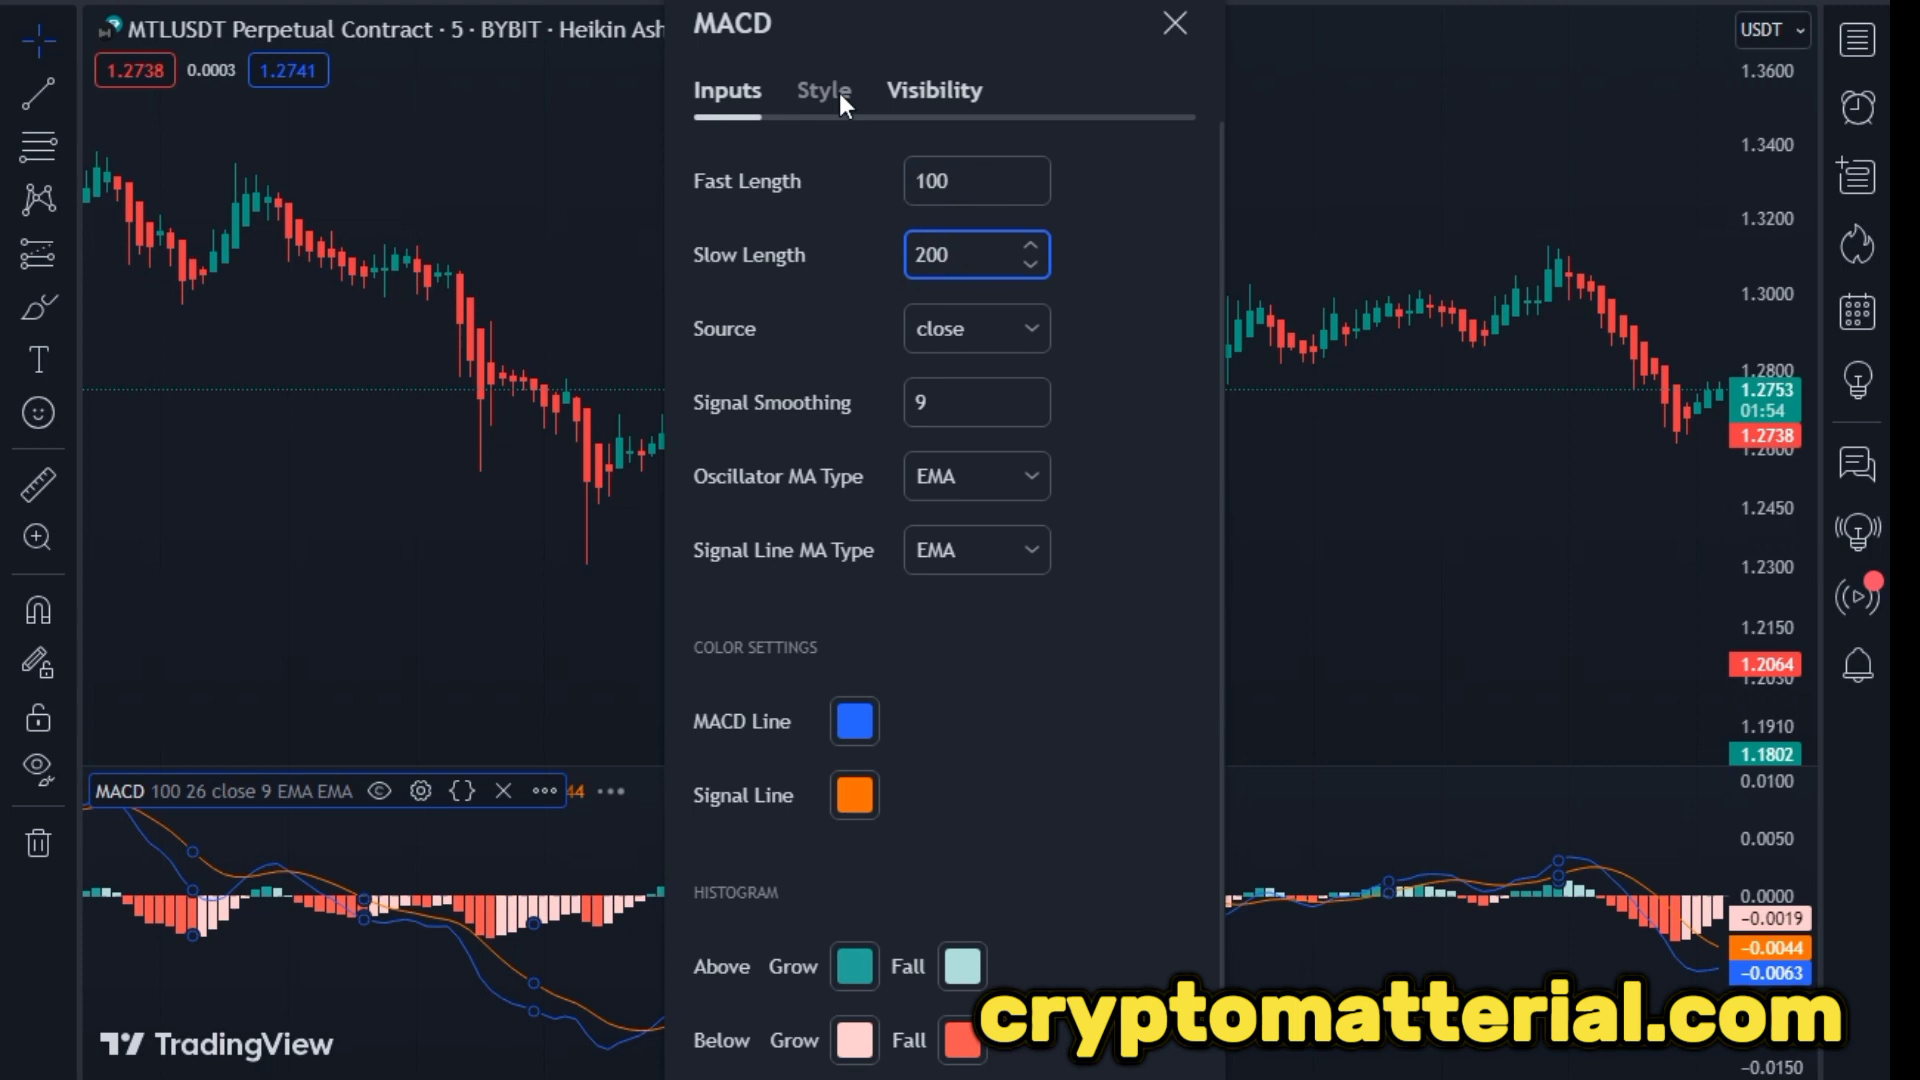 MTLUSDT Perpetual Contract · 5 · BYBIT · Heikin Ash
1.2738 0.0003 1.2741
MACD
Inputs Style Visibility
Fast Length 100
Slow Length 200
Source close
Signal Smoothing 9
Oscillator MA Type EMA
Signal Line MA Type EMA
COLOR SETTINGS
MACD Line
Signal Line
HISTOGRAM
Above Grow Fall
Below Grow Fall
USDT
1.3600
1.3400
1.3200
1.3000
1.2800
1.2753
01:54
1.2738
1.2600
1.2450
1.2300
1.2150
1.2064
1.2030
1.1910
1.1802
MACD 100 26 close 9 EMA EMA 44
0.0100
0.0050
0.0000
−0.0019
−0.0044
−0.0063
−0.0150
TradingView
cryptomatterial.com